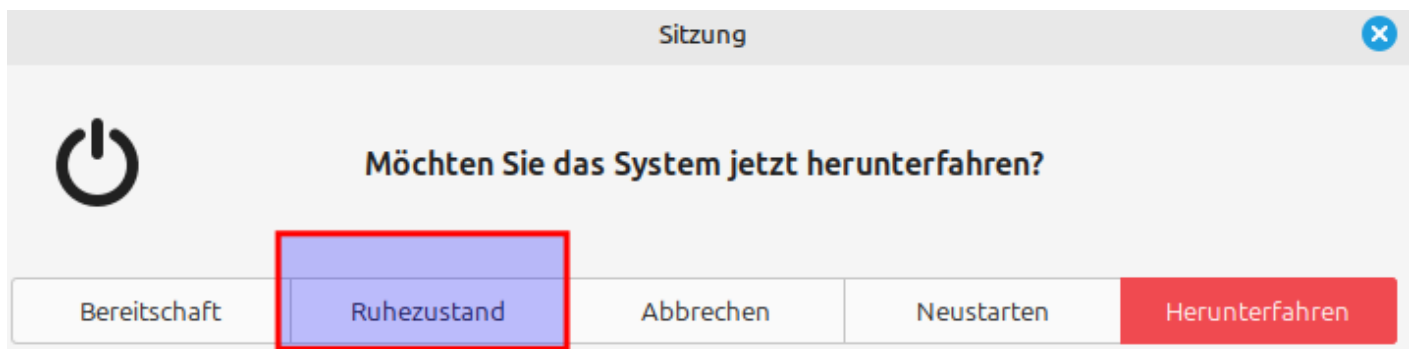 Sitzung
Möchten Sie das System jetzt herunterfahren?
Bereitschaft Ruhezustand Abbrechen Neustarten Herunterfahren